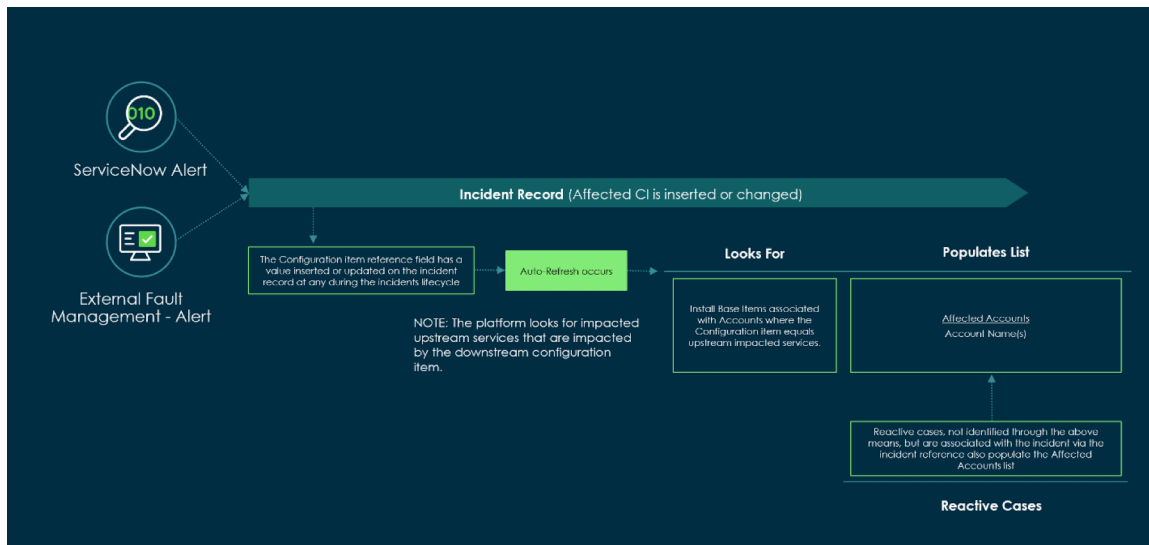 010
ServiceNow Alert
External Fault
Management - Alert
Incident Record (Affected CI is inserted or changed)
The Configuration item reference field has a
value inserted or updated on the incident
record at any during the incidents lifecycle
Auto-Refresh occurs
NOTE: The platform looks for impacted
upstream services that are impacted
by the downstream configuration
item.
Looks For
Install Base Items associated
with Accounts where the
Configuration item equals
upstream impacted services.
Populates List
Affected Accounts
Account Name(s)
Reactive cases, not identified through the above
means, but are associated with the incident via the
incident reference also populate the Affected
Accounts list
Reactive Cases